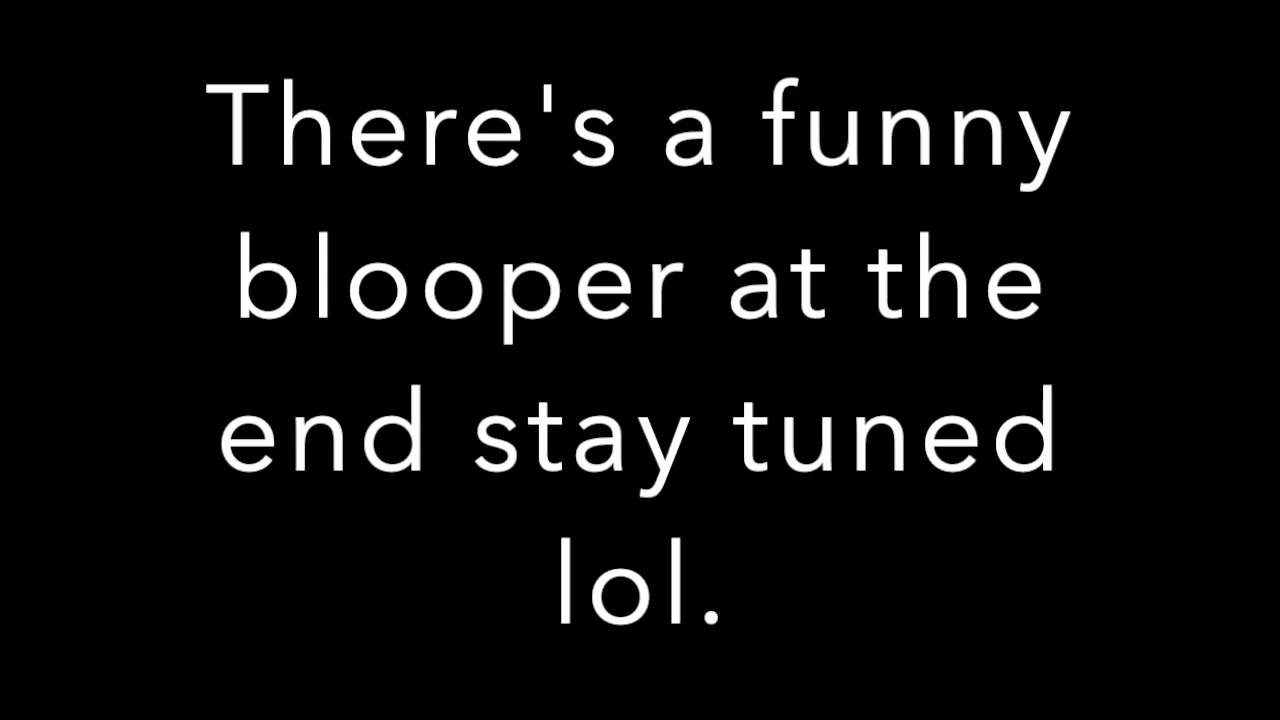 There's a funny
blooper at the
end stay tuned
lol.